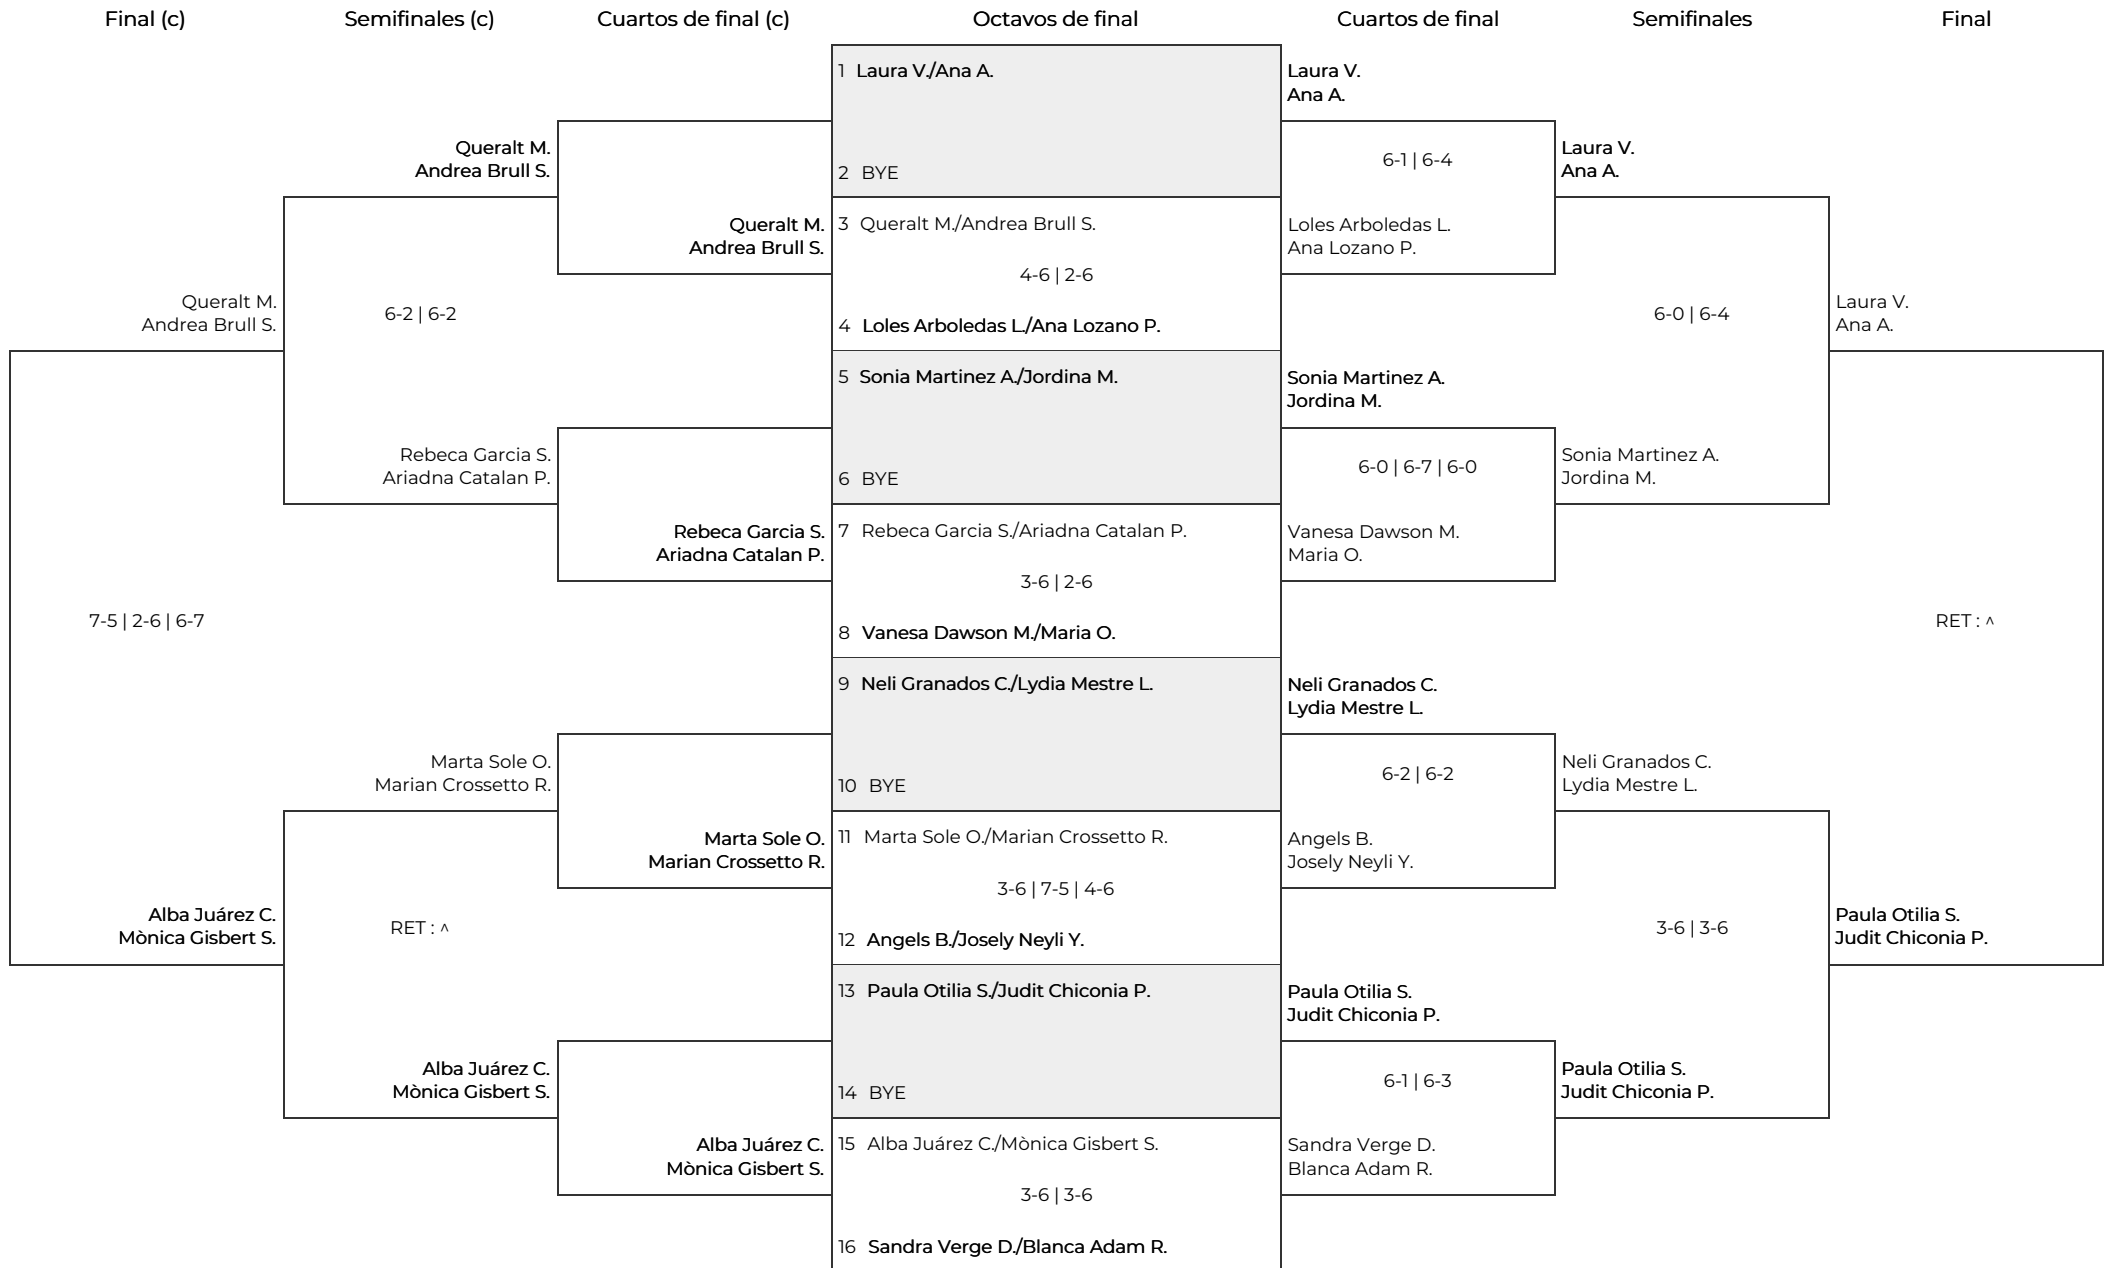 Final (c) Semifinales (c) Cuartos de final (c) Octavos de final Cuartos de final Semifinales Final
1 Laura V./Ana A.
2 BYE
3 Queralt M./Andrea Brull S.
4-6 | 2-6
4 Loles Arboledas L./Ana Lozano P.
5 Sonia Martinez A./Jordina M.
6 BYE
7 Rebeca Garcia S./Ariadna Catalan P.
3-6 | 2-6
8 Vanesa Dawson M./Maria O.
9 Neli Granados C./Lydia Mestre L.
10 BYE
11 Marta Sole O./Marian Crossetto R.
3-6 | 7-5 | 4-6
12 Angels B./Josely Neyli Y.
13 Paula Otilia S./Judit Chiconia P.
14 BYE
15 Alba Juárez C./Mònica Gisbert S.
3-6 | 3-6
16 Sandra Verge D./Blanca Adam R.
Laura V.
Ana A.
6-1 | 6-4
Loles Arboledas L.
Ana Lozano P.
Sonia Martinez A.
Jordina M.
6-0 | 6-7 | 6-0
Vanesa Dawson M.
Maria O.
Neli Granados C.
Lydia Mestre L.
6-2 | 6-2
Angels B.
Josely Neyli Y.
Paula Otilia S.
Judit Chiconia P.
6-1 | 6-3
Sandra Verge D.
Blanca Adam R.
Laura V.
Ana A.
6-0 | 6-4
Sonia Martinez A.
Jordina M.
Neli Granados C.
Lydia Mestre L.
3-6 | 3-6
Paula Otilia S.
Judit Chiconia P.
Laura V.
Ana A.
RET : ^
Paula Otilia S.
Judit Chiconia P.
Queralt M.
Andrea Brull S.
Rebeca Garcia S.
Ariadna Catalan P.
Marta Sole O.
Marian Crossetto R.
Alba Juárez C.
Mònica Gisbert S.
Queralt M.
Andrea Brull S.
6-2 | 6-2
Rebeca Garcia S.
Ariadna Catalan P.
Marta Sole O.
Marian Crossetto R.
RET : ^
Alba Juárez C.
Mònica Gisbert S.
Queralt M.
Andrea Brull S.
7-5 | 2-6 | 6-7
Alba Juárez C.
Mònica Gisbert S.